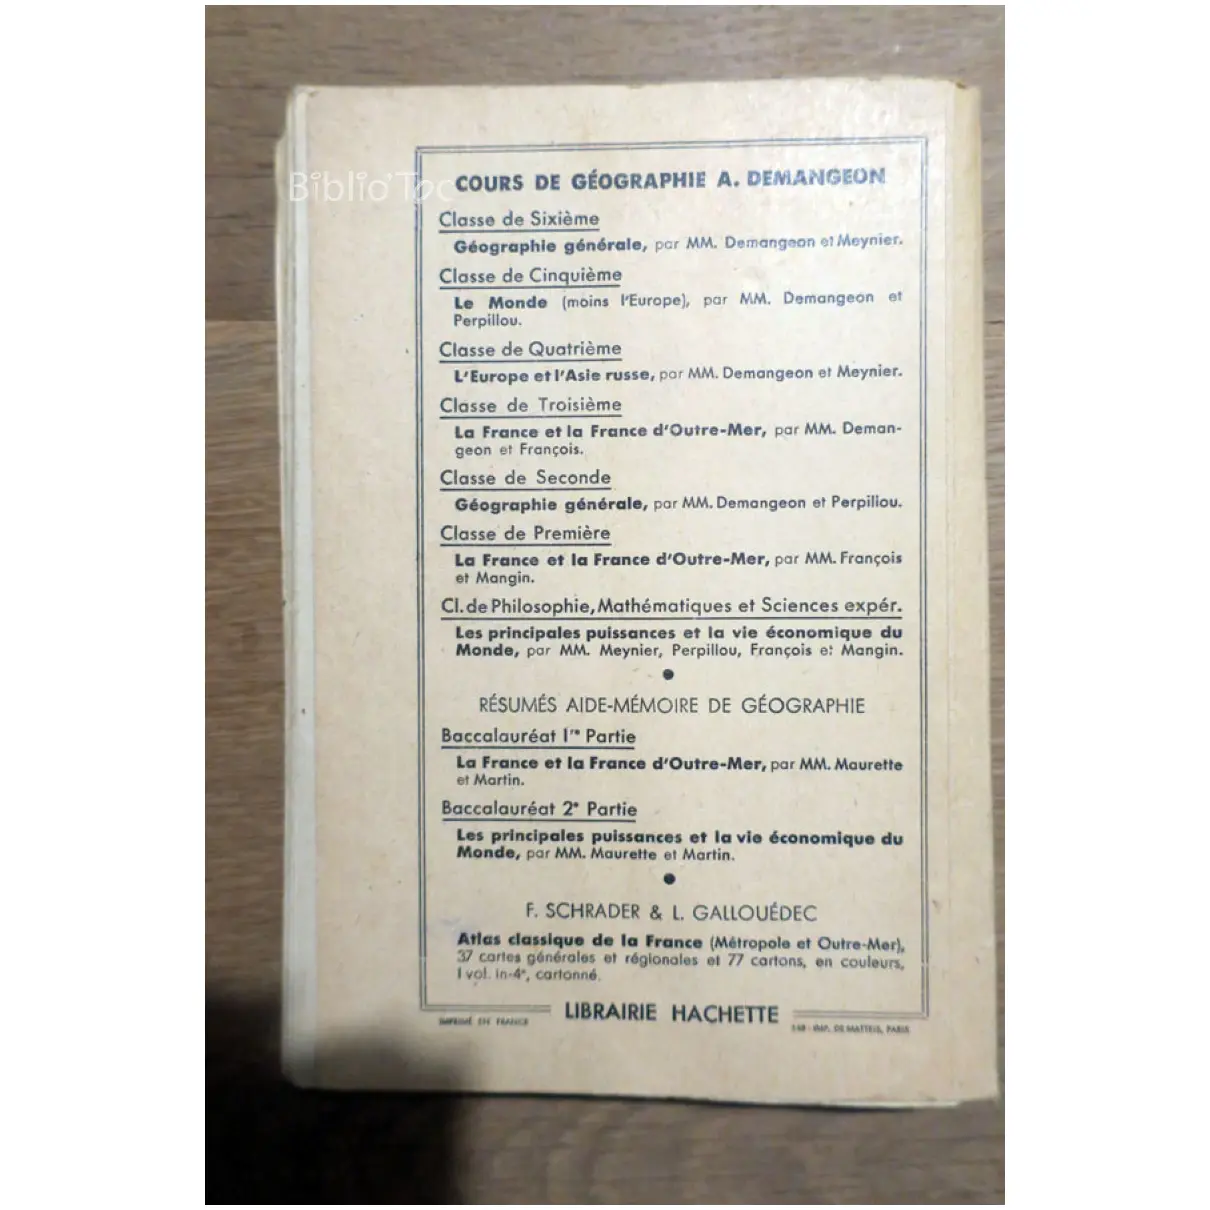 Biblio'Toc
COURS DE GÉOGRAPHIE A. DEMANGEON
Classe de Sixième
Géographie générale, par MM. Demangeon et Meynier.
Classe de Cinquième
Le Monde (moins l'Europe), par MM. Demangeon et
Perpillou.
Classe de Quatrième
L'Europe et l'Asie russe, par MM. Demangeon et Meynier.
Classe de Troisième
La France et la France d'Outre-Mer, par MM. Deman-
geon et François.
Classe de Seconde
Géographie générale, par MM. Demangeon et Perpillou.
Classe de Première
La France et la France d'Outre-Mer, par MM. François
et Mangin.
Cl. de Philosophie, Mathématiques et Sciences expér.
Les principales puissances et la vie économique du
Monde, par MM. Meynier, Perpillou, François et Mangin.
RÉSUMÉS AIDE-MÉMOIRE DE GÉOGRAPHIE
Baccalauréat 1re Partie
La France et la France d'Outre-Mer, par MM. Maurette
et Martin.
Baccalauréat 2e Partie
Les principales puissances et la vie économique du
Monde, par MM. Maurette et Martin.
F. SCHRADER & L. GALLOUÉDEC
Atlas classique de la France (Métropole et Outre-Mer),
37 cartes générales et régionales et 77 cartons, en couleurs,
1 vol. in-4°, cartonné.
LIBRAIRIE HACHETTE
IMPRIMÉ EN FRANCE
IMP. DE MATTEIS, PARIS